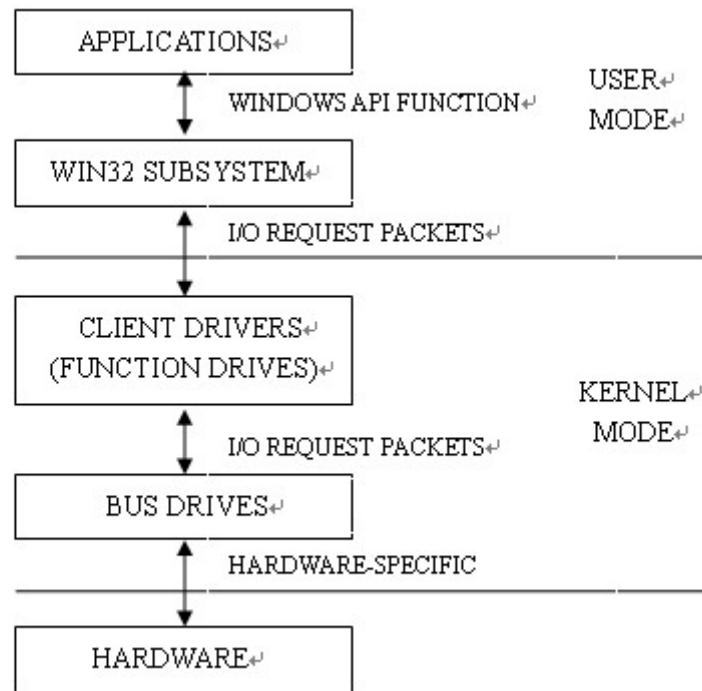 APPLICATIONS↵
WINDOWS API FUNCTION↵
USER↵
MODE↵
WIN32 SUBSYSTEM↵
I/O REQUEST PACKETS↵
CLIENT DRIVERS↵
(FUNCTION DRIVES)↵
KERNEL↵
MODE↵
I/O REQUEST PACKETS↵
BUS DRIVES↵
HARDWARE-SPECIFIC
HARDWARE↵